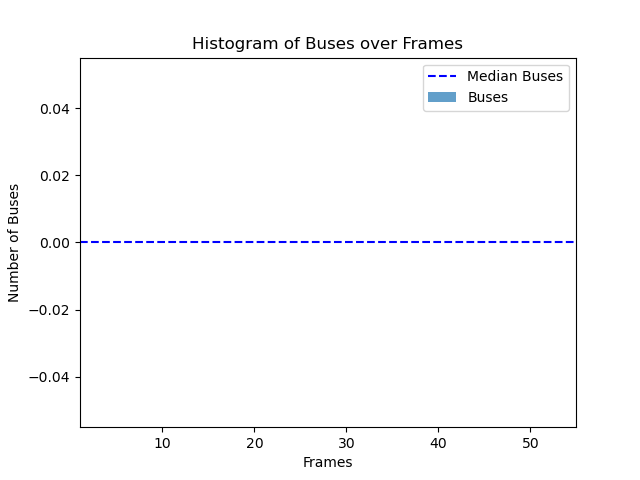 Histogram of Buses over Frames
Median Buses
Buses
0.04
0.02
0.00
−0.02
−0.04
Number of Buses
10 20 30 40 50
Frames